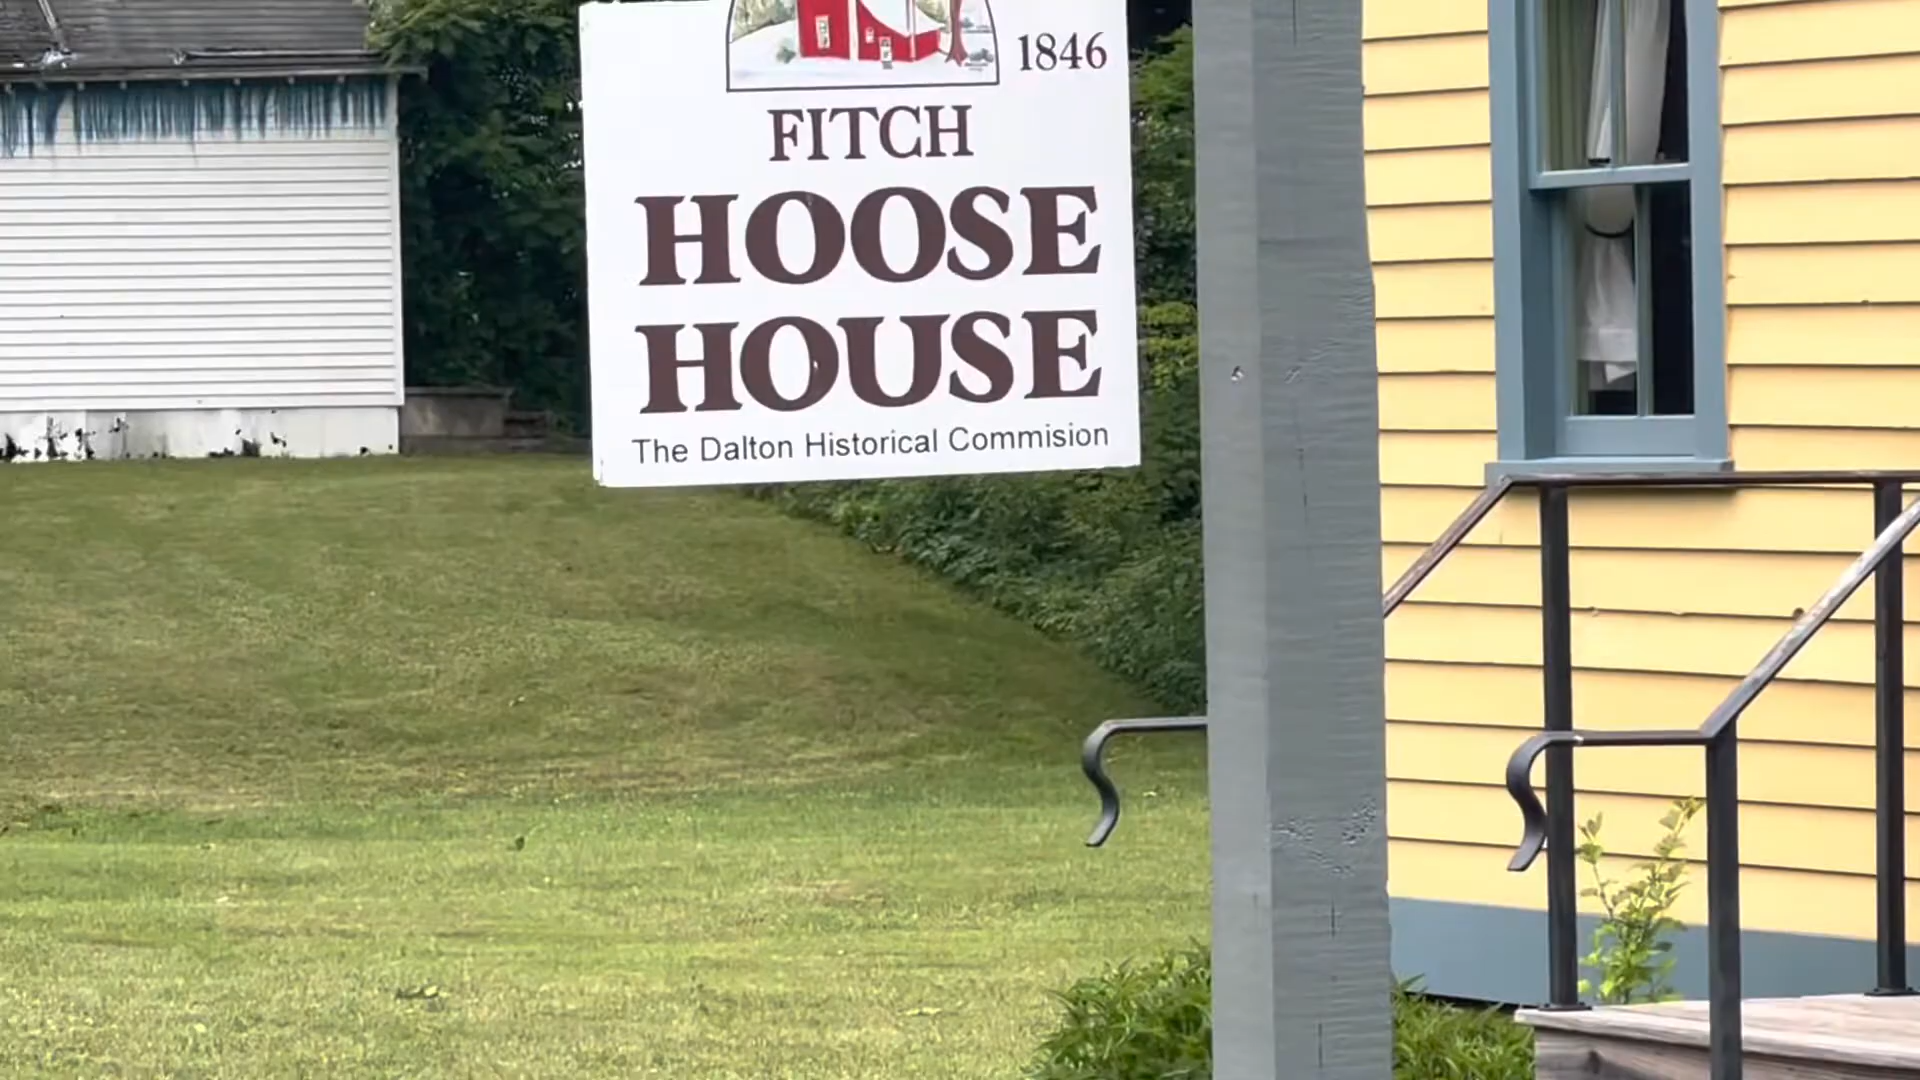 1846
FITCH
HOOSE
HOUSE
The Dalton Historical Commision